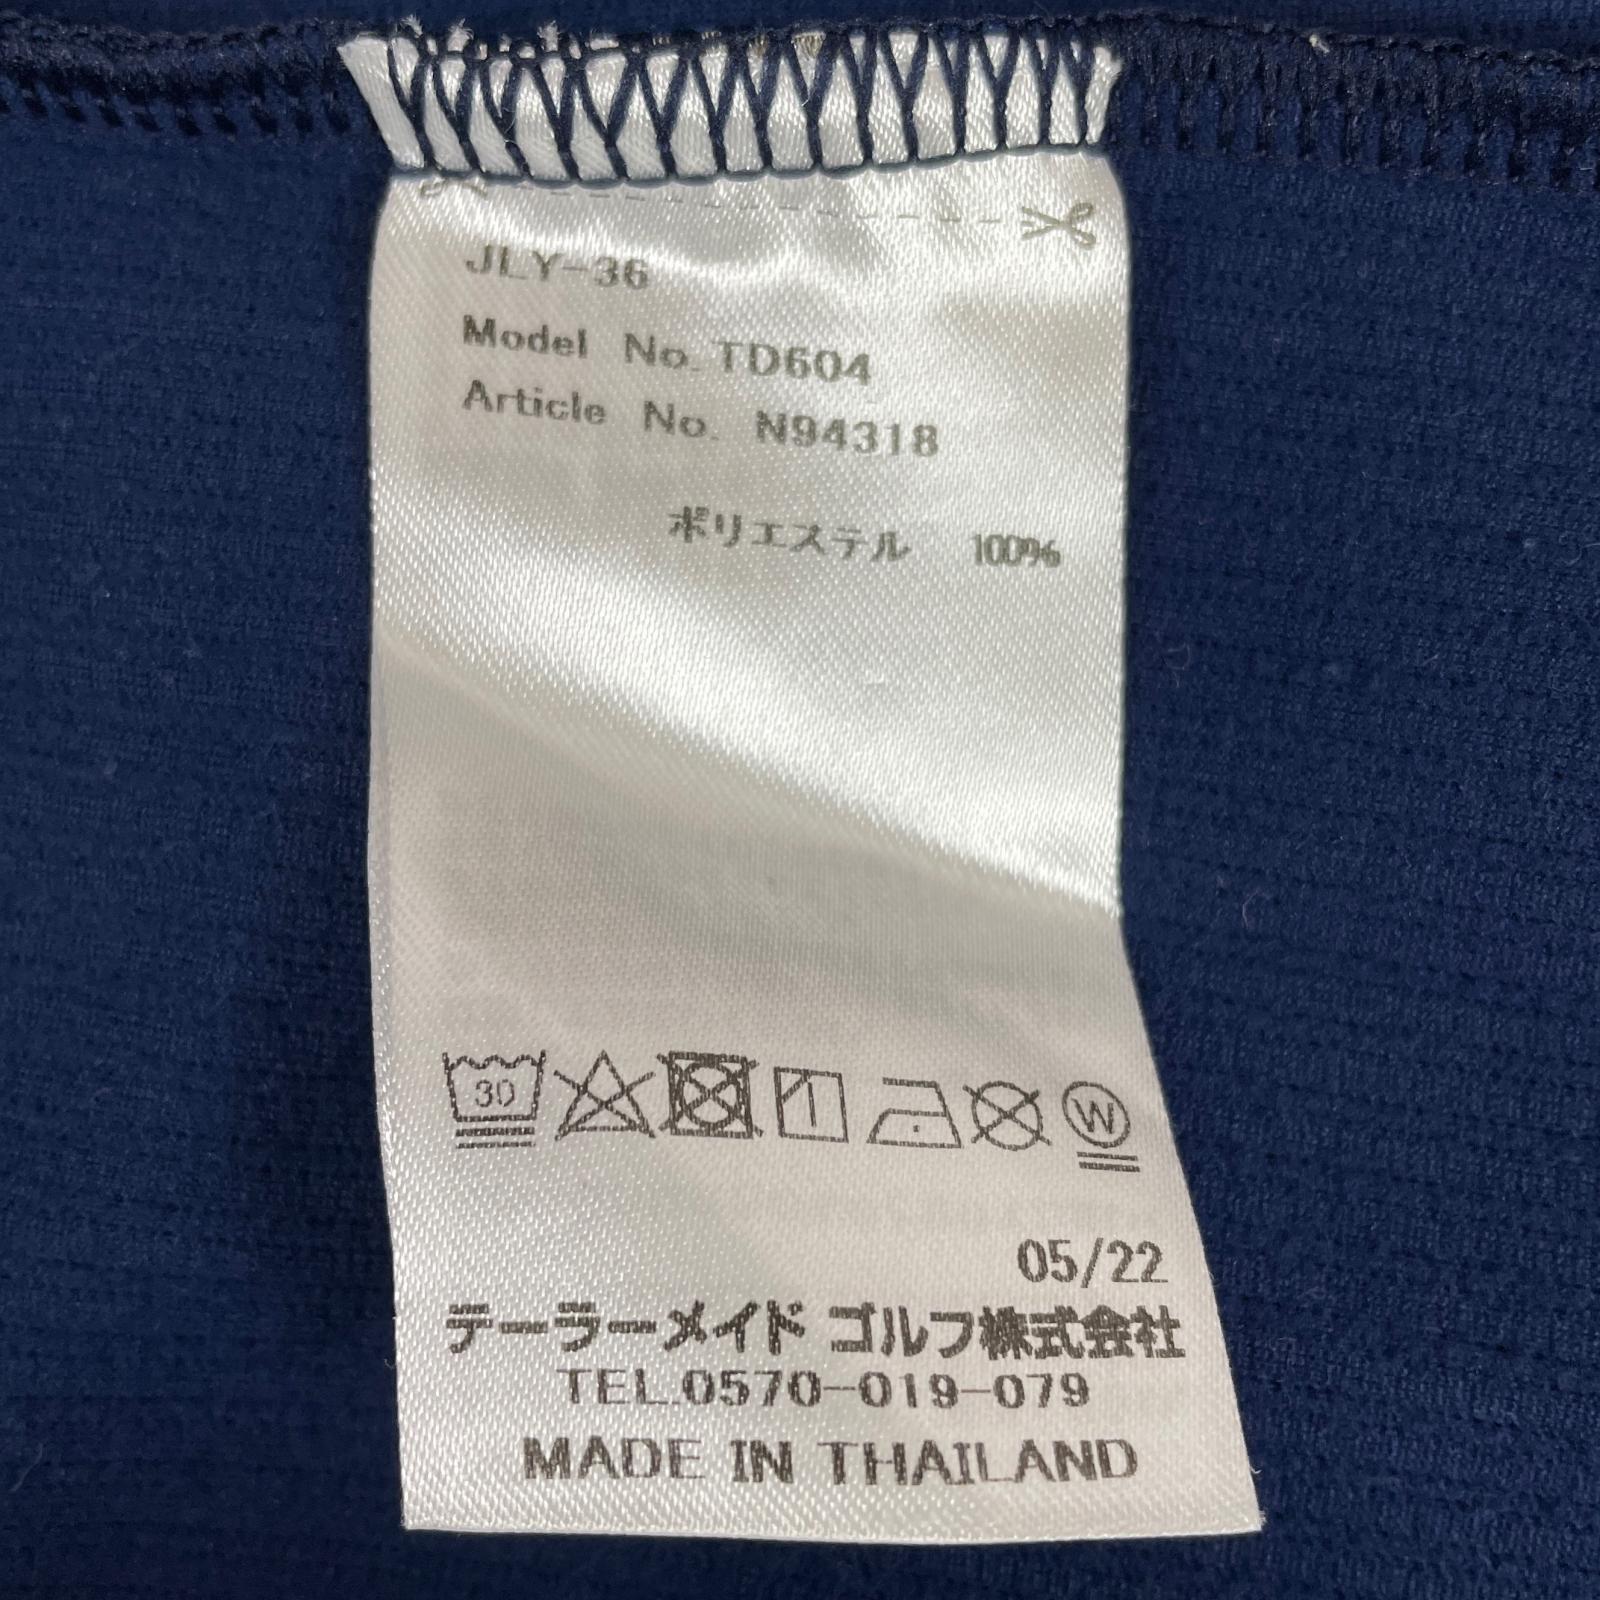 JLY-36
Model No. TD604
Article No. N94318
ポリエステル 100%
30 W
05/22
テーラーメイド ゴルフ株式会社
TEL.0570-019-079
MADE IN THAILAND